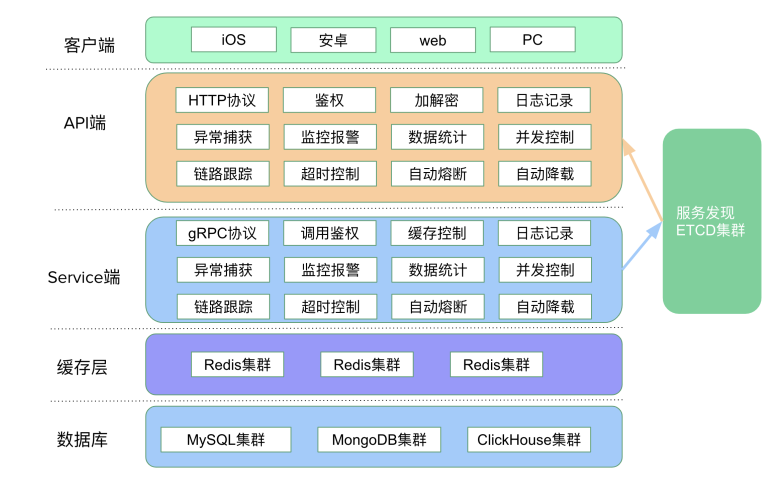 客户端
iOS
安卓
web
PC
API端
HTTP协议
鉴权
加解密
日志记录
异常捕获
监控报警
数据统计
并发控制
链路跟踪
超时控制
自动熔断
自动降载
服务发现
ETCD集群
Service端
gRPC协议
调用鉴权
缓存控制
日志记录
异常捕获
监控报警
数据统计
并发控制
链路跟踪
超时控制
自动熔断
自动降载
缓存层
Redis集群
Redis集群
Redis集群
数据库
MySQL集群
MongoDB集群
ClickHouse集群